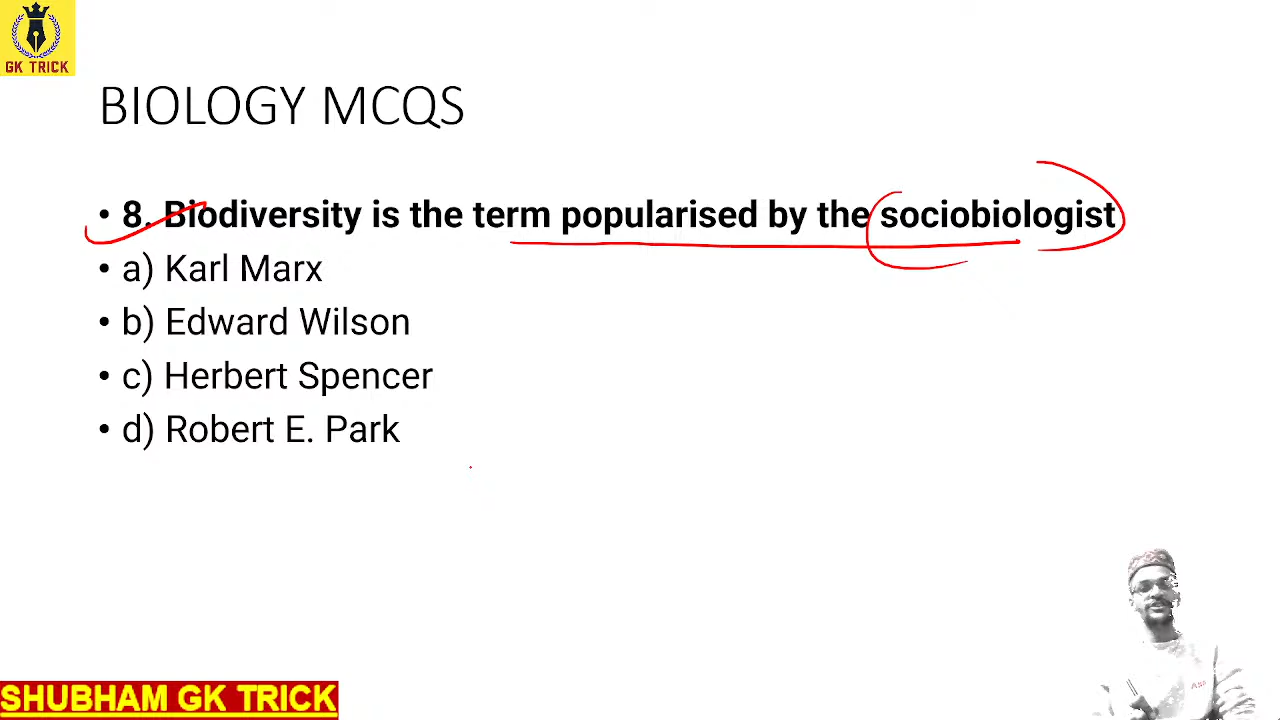 GK TRICK
BIOLOGY MCQS
• 8. Biodiversity is the term popularised by the sociobiologist
• a) Karl Marx
• b) Edward Wilson
• c) Herbert Spencer
• d) Robert E. Park
SHUBHAM GK TRICK